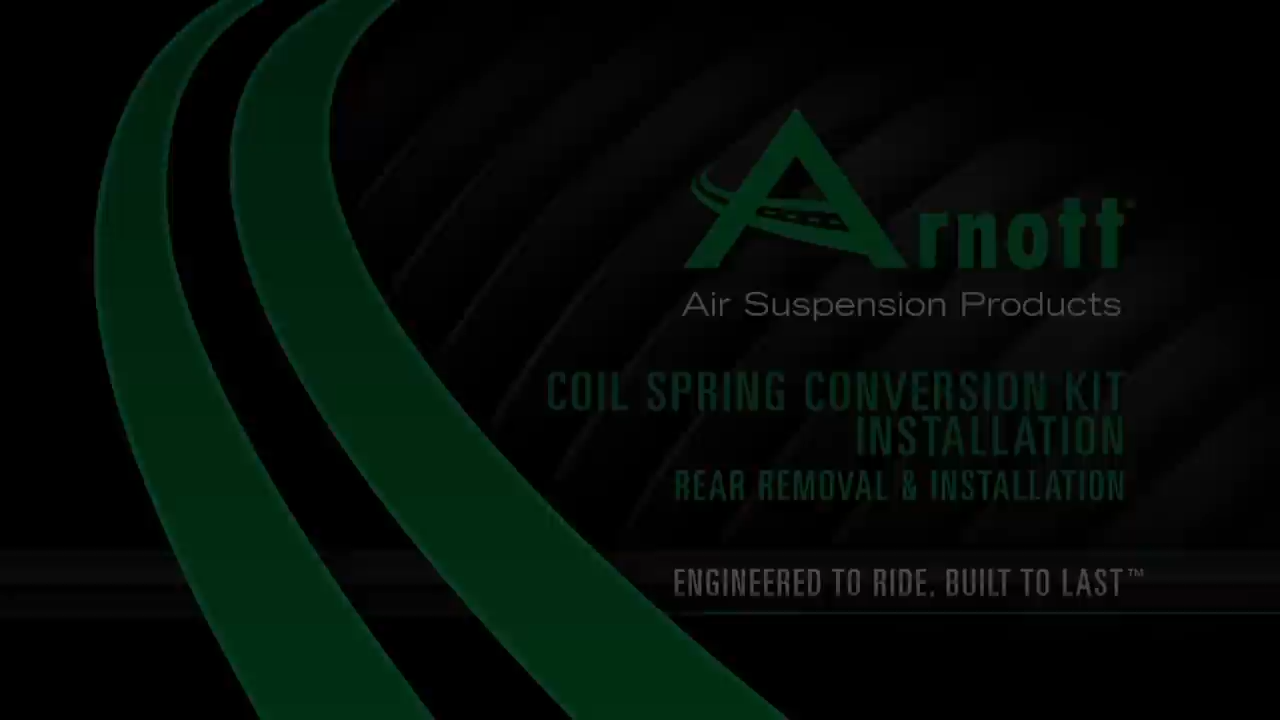 Arnott®
Air Suspension Products
COIL SPRING CONVERSION KIT
INSTALLATION
REAR REMOVAL & INSTALLATION
ENGINEERED TO RIDE. BUILT TO LAST™